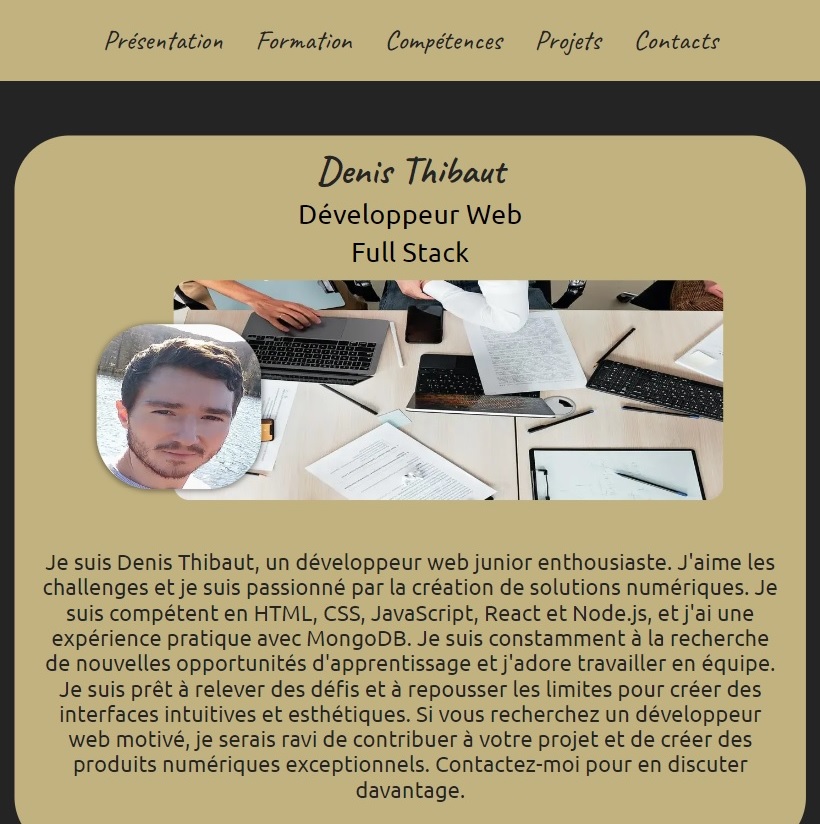 Présentation Formation Compétences Projets Contacts
Denis Thibaut
Développeur Web
Full Stack
Je suis Denis Thibaut, un développeur web junior enthousiaste. J'aime les
challenges et je suis passionné par la création de solutions numériques. Je
suis compétent en HTML, CSS, JavaScript, React et Node.js, et j'ai une
expérience pratique avec MongoDB. Je suis constamment à la recherche
de nouvelles opportunités d'apprentissage et j'adore travailler en équipe.
Je suis prêt à relever des défis et à repousser les limites pour créer des
interfaces intuitives et esthétiques. Si vous recherchez un développeur
web motivé, je serais ravi de contribuer à votre projet et de créer des
produits numériques exceptionnels. Contactez-moi pour en discuter
davantage.